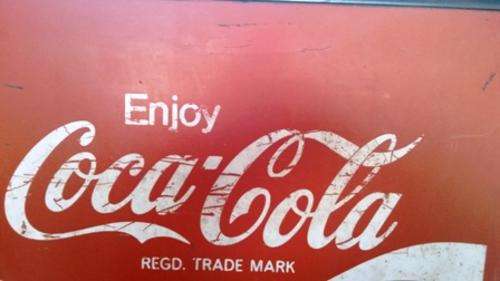 Enjoy
Coca-Cola
REGD. TRADE MARK